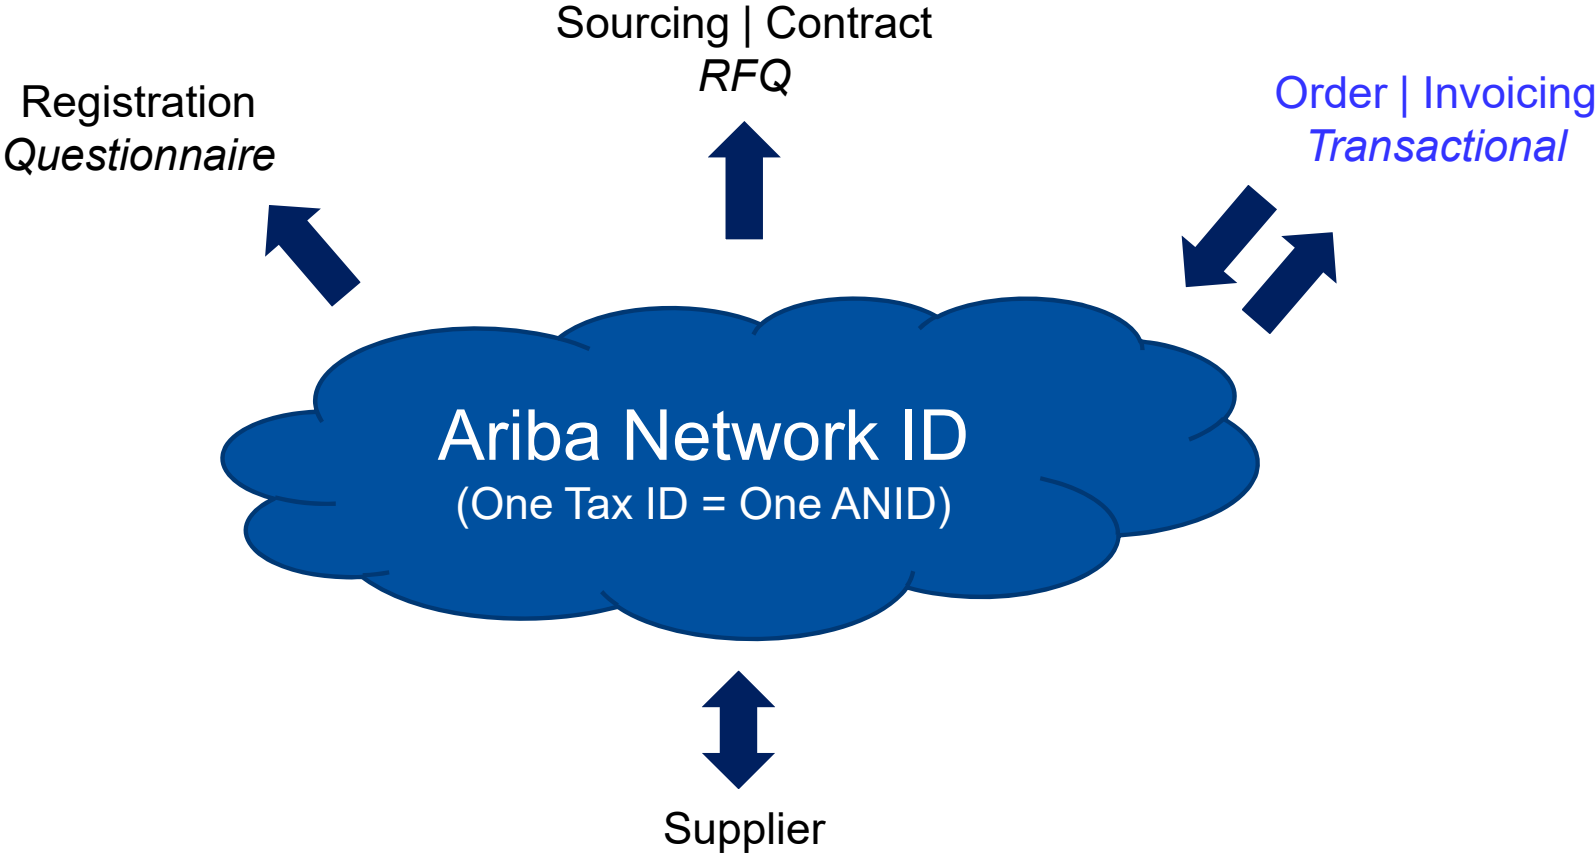 Sourcing | Contract
RFQ
Registration
Questionnaire
Order | Invoicing
Transactional
Ariba Network ID
(One Tax ID = One ANID)
Supplier